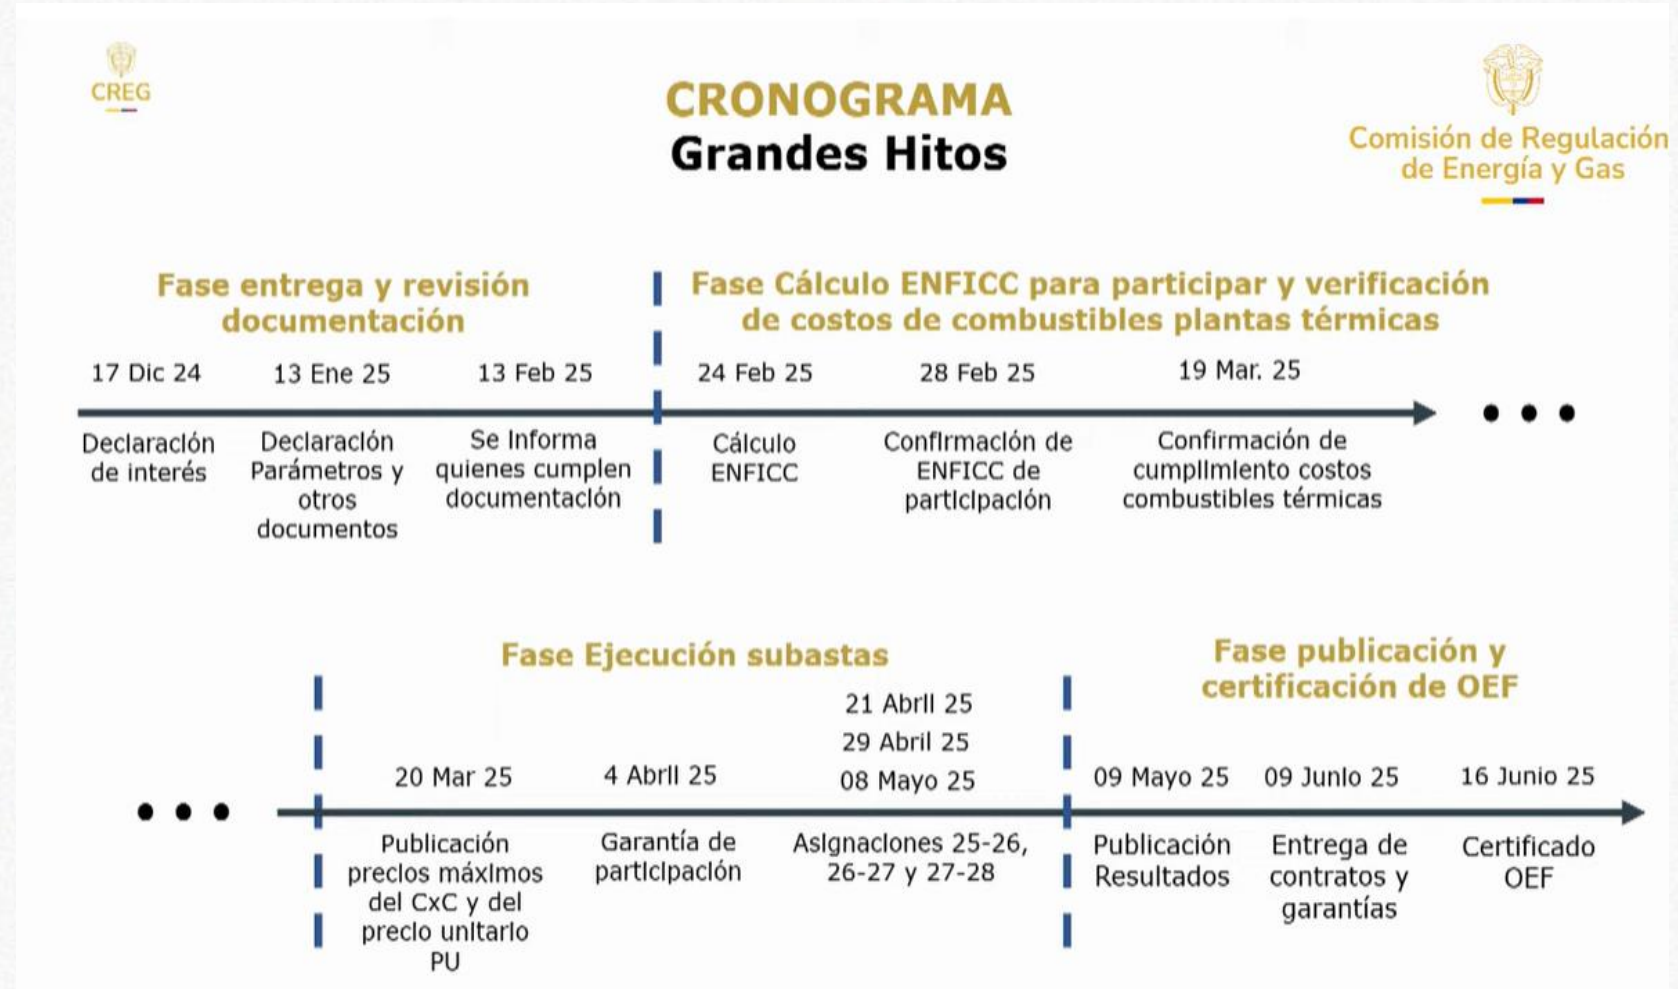 CREG
CRONOGRAMA
Grandes Hitos
Comisión de Regulación
de Energía y Gas
Fase entrega y revisión
documentación
17 Dic 24
13 Ene 25
13 Feb 25
Declaración
de interés
Declaración
Parámetros y
otros
documentos
Se Informa
quienes cumplen
documentación
Fase Cálculo ENFICC para participar y verificación
de costos de combustibles plantas térmicas
24 Feb 25
28 Feb 25
19 Mar. 25
Cálculo
ENFICC
Confirmación de
ENFICC de
participación
Confirmación de
cumplimiento costos
combustibles térmicas
Fase Ejecución subastas
20 Mar 25
4 Abril 25
21 Abril 25
29 Abril 25
08 Mayo 25
Publicación
precios máximos
del CxC y del
precio unitario
PU
Garantía de
participación
Asignaciones 25-26,
26-27 y 27-28
Fase publicación y
certificación de OEF
09 Mayo 25
09 Junio 25
16 Junio 25
Publicación
Resultados
Entrega de
contratos y
garantías
Certificado
OEF